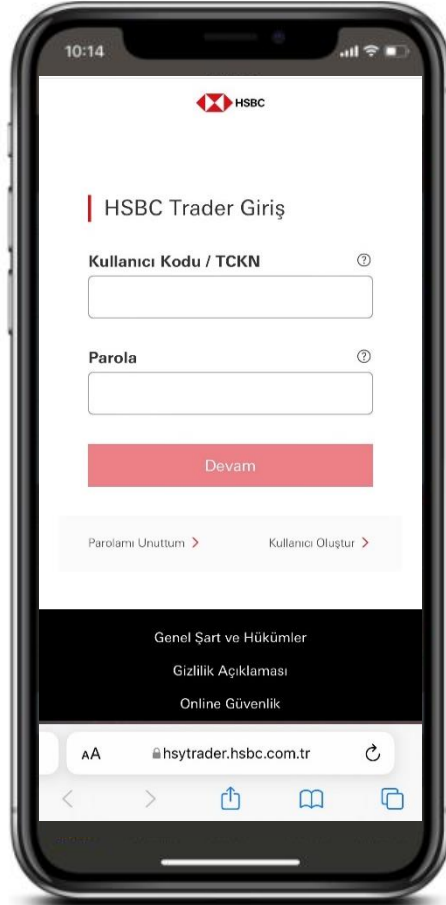 10:14
HSBC
HSBC Trader Giriş
Kullanıcı Kodu / TCKN
Parola
Devam
Parolamı Unuttum
Kullanıcı Oluştur
Genel Şart ve Hükümler
Gizlilik Açıklaması
Online Güvenlik
AA hsytrader.hsbc.com.tr